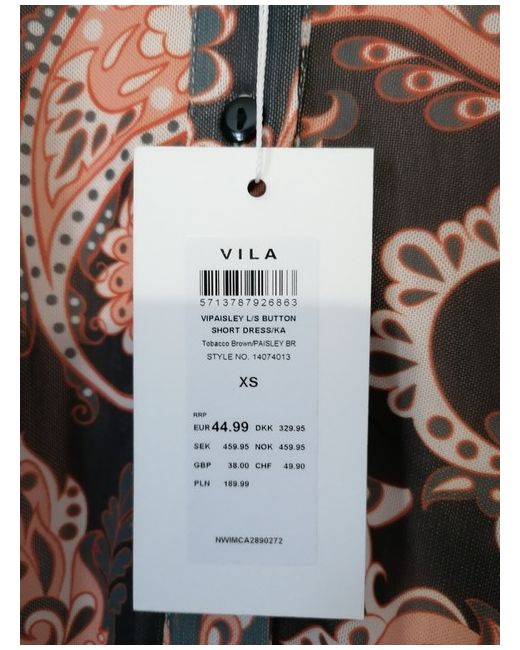 VILA
5713787926863
VIPAISLEY L/S BUTTON
SHORT DRESS/KA
Tobacco Brown/PAISLEY BR
STYLE NO. 14074013
XS
RRP
EUR 44.99 DKK 329.95
SEK 459.95 NOK 459.95
GBP 38.00 CHF 49.90
PLN 189.99
NWIMCA2890272